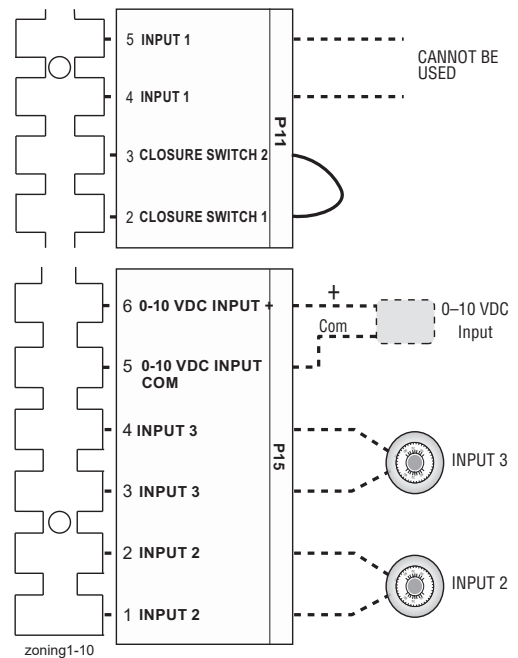 5 INPUT 1
CANNOT BE
USED
4 INPUT 1
P11
3 CLOSURE SWITCH 2
2 CLOSURE SWITCH 1
6 0-10 VDC INPUT +
+
0–10 VDC
Input
Com
5 0-10 VDC INPUT
COM
4 INPUT 3
P15
INPUT 3
3 INPUT 3
2 INPUT 2
INPUT 2
1 INPUT 2
zoning1-10